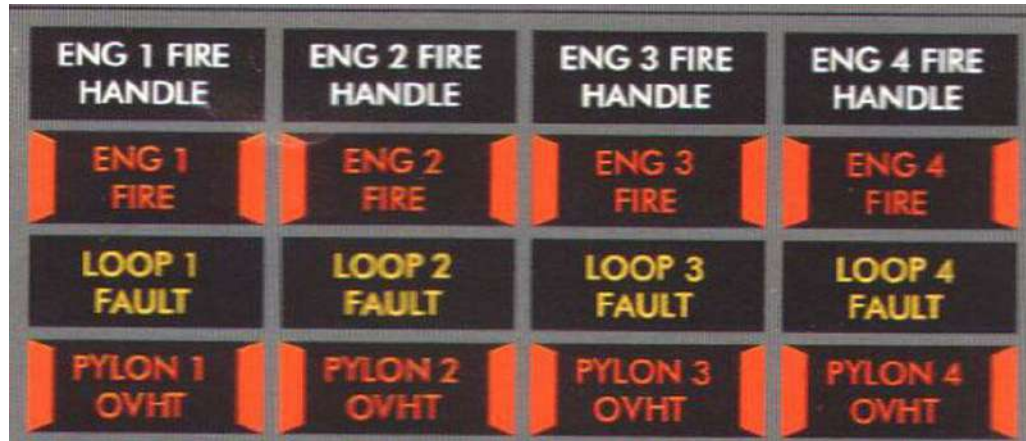 ENG 1 FIRE
HANDLE
ENG 2 FIRE
HANDLE
ENG 3 FIRE
HANDLE
ENG 4 FIRE
HANDLE
ENG 1
FIRE
ENG 2
FIRE
ENG 3
FIRE
ENG 4
FIRE
LOOP 1
FAULT
LOOP 2
FAULT
LOOP 3
FAULT
LOOP 4
FAULT
PYLON 1
OVHT
PYLON 2
OVHT
PYLON 3
OVHT
PYLON 4
OVHT